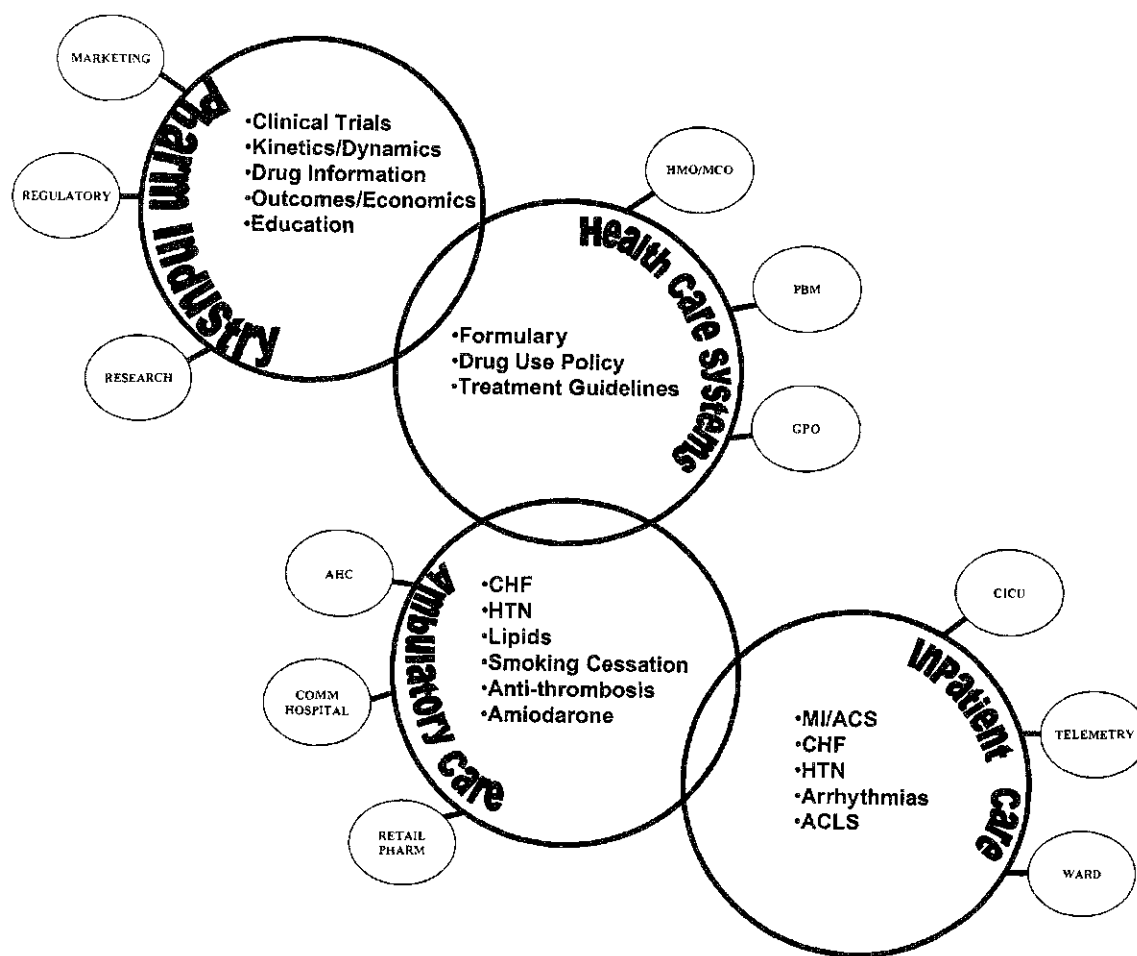 MARKETING
REGULATORY
RESEARCH
Pharm Industry
•Clinical Trials
•Kinetics/Dynamics
•Drug Information
•Outcomes/Economics
•Education
HMO/MCO
PBM
GPO
Health Care Systems
•Formulary
•Drug Use Policy
•Treatment Guidelines
AHC
COMM
HOSPITAL
RETAIL
PHARM
Ambulatory Care
•CHF
•HTN
•Lipids
•Smoking Cessation
•Anti-thrombosis
•Amiodarone
CICU
TELEMETRY
WARD
Inpatient Care
•MI/ACS
•CHF
•HTN
•Arrhythmias
•ACLS